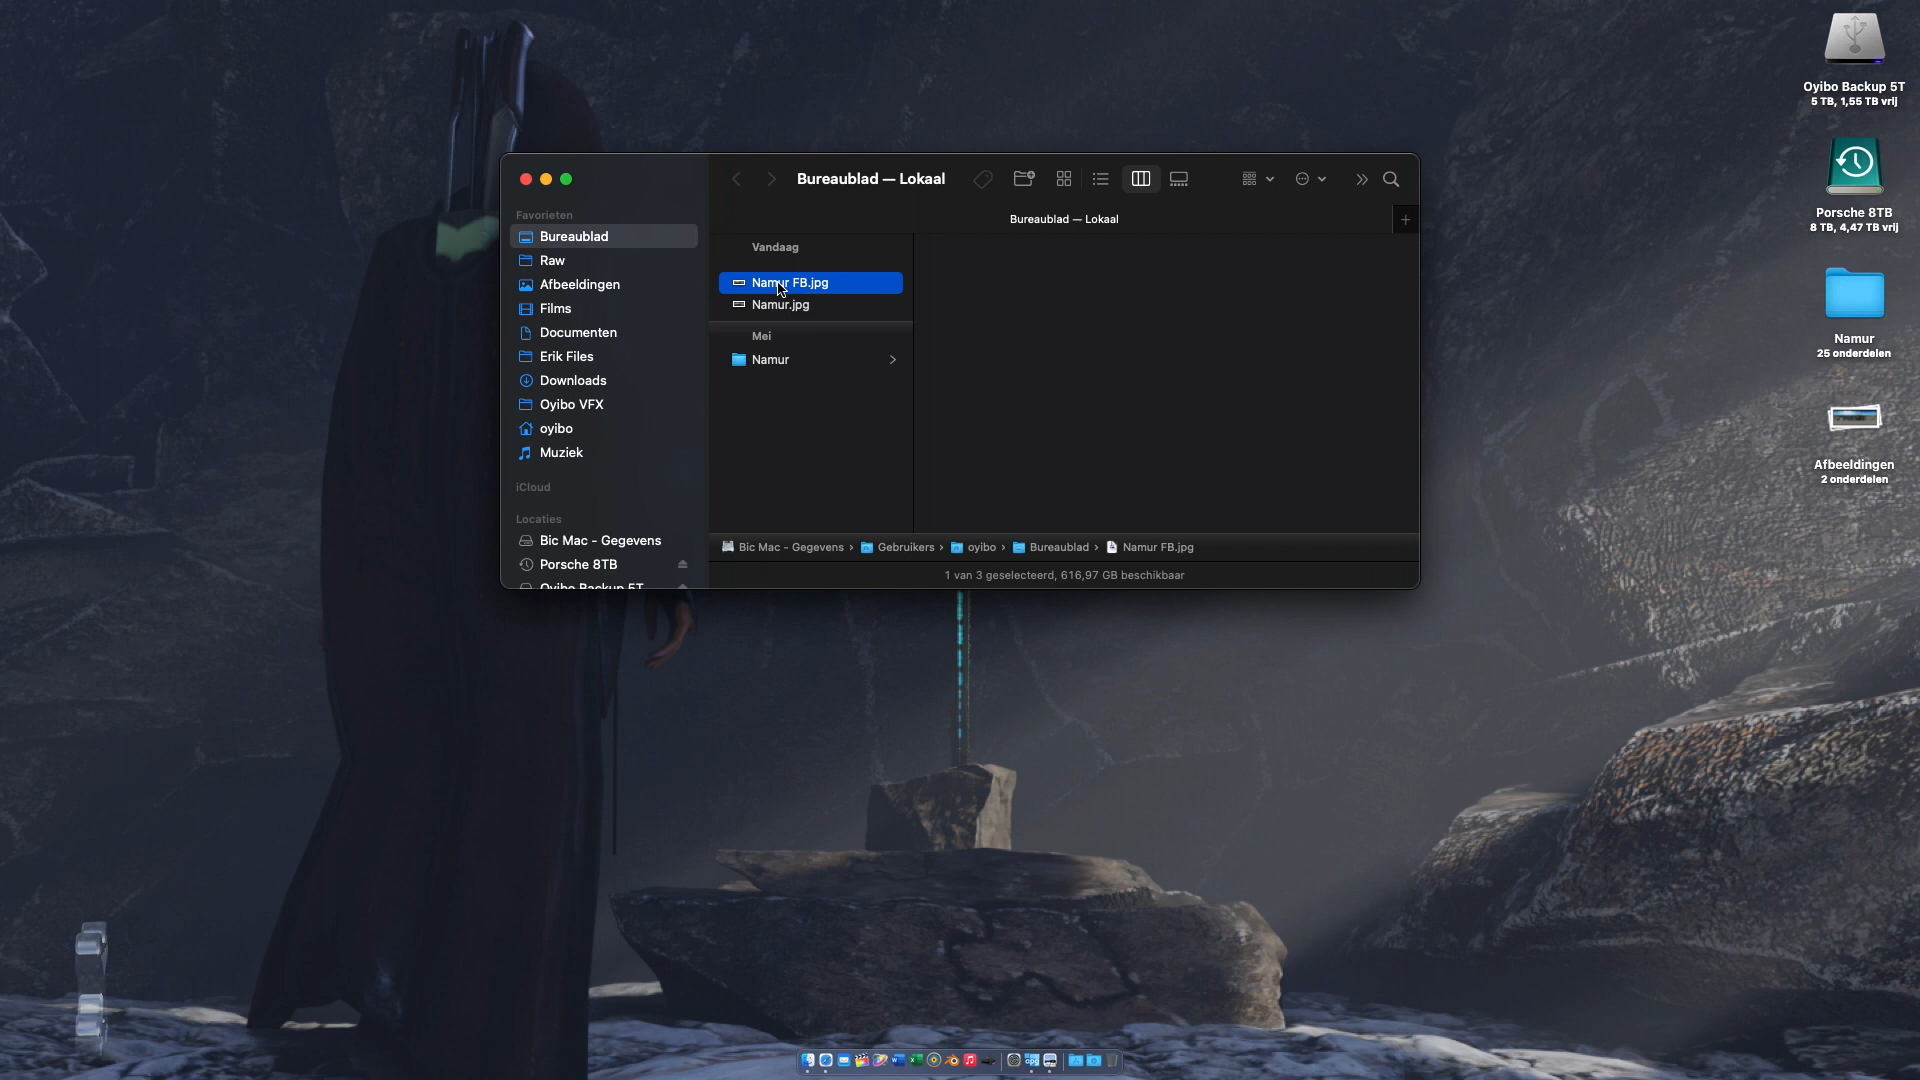 Oyibo Backup 5T
5 TB, 1,55 TB vrij
Porsche 8TB
8 TB, 4,47 TB vrij
Namur
25 onderdelen
Afbeeldingen
2 onderdelen
Bureaublad — Lokaal
Bureaublad — Lokaal
Favorieten
Bureaublad
Raw
Afbeeldingen
Films
Documenten
Erik Files
Downloads
Oyibo VFX
oyibo
Muziek
iCloud
Locaties
Bic Mac - Gegevens
Porsche 8TB
Oyibo Backup 5T
Vandaag
Namur FB.jpg
Namur.jpg
Mei
Namur
Bic Mac - Gegevens › Gebruikers › oyibo › Bureaublad › Namur FB.jpg
1 van 3 geselecteerd, 616,97 GB beschikbaar